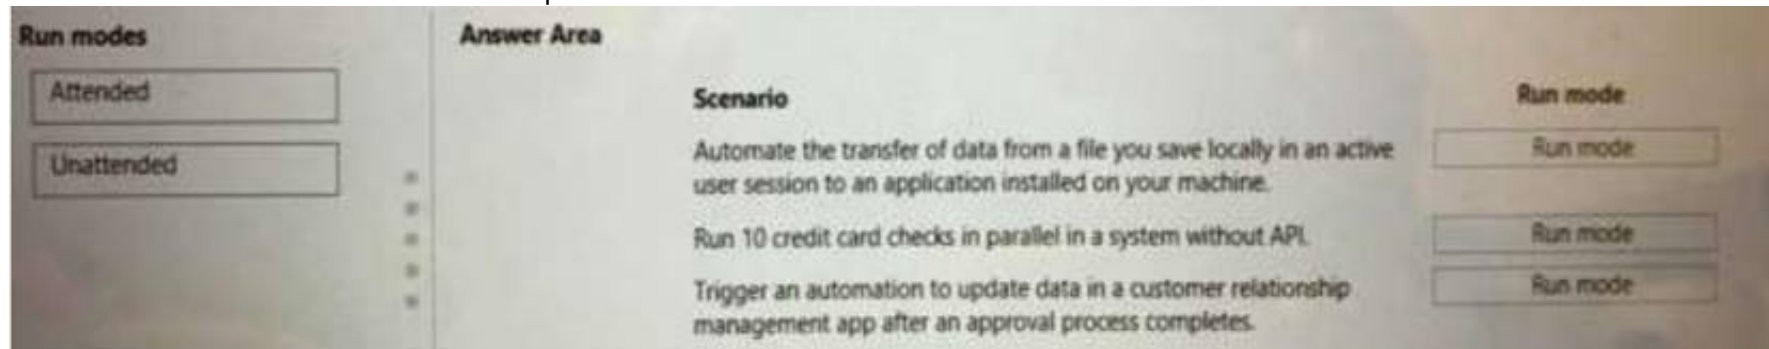 Run modes
Answer Area
Attended
Unattended
Scenario
Run mode
Automate the transfer of data from a file you save locally in an active
user session to an application installed on your machine.
Run mode
Run 10 credit card checks in parallel in a system without API.
Run mode
Trigger an automation to update data in a customer relationship
management app after an approval process completes.
Run mode